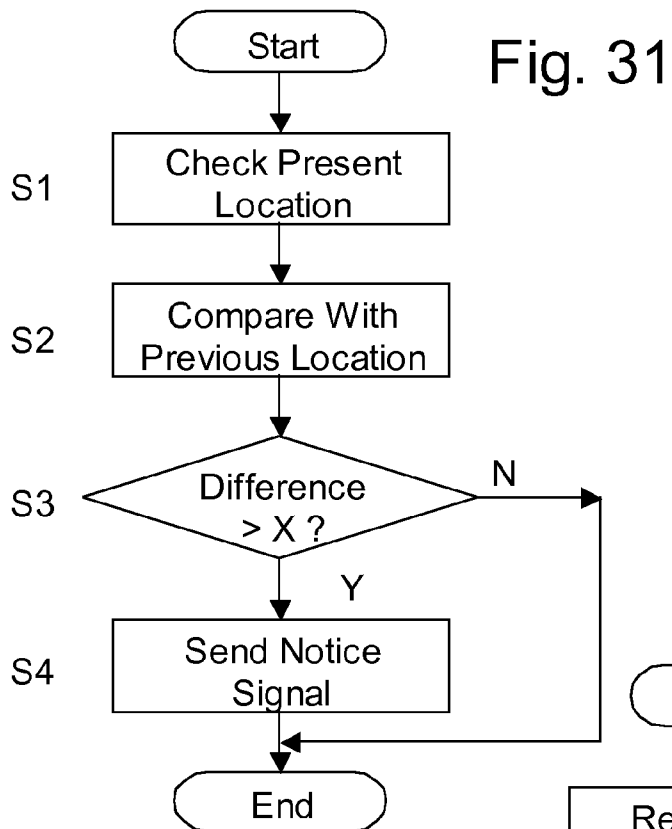 Start
Fig. 31
S1
Check Present
Location
S2
Compare With
Previous Location
S3
Difference
> X ?
N
Y
S4
Send Notice
Signal
End
Re